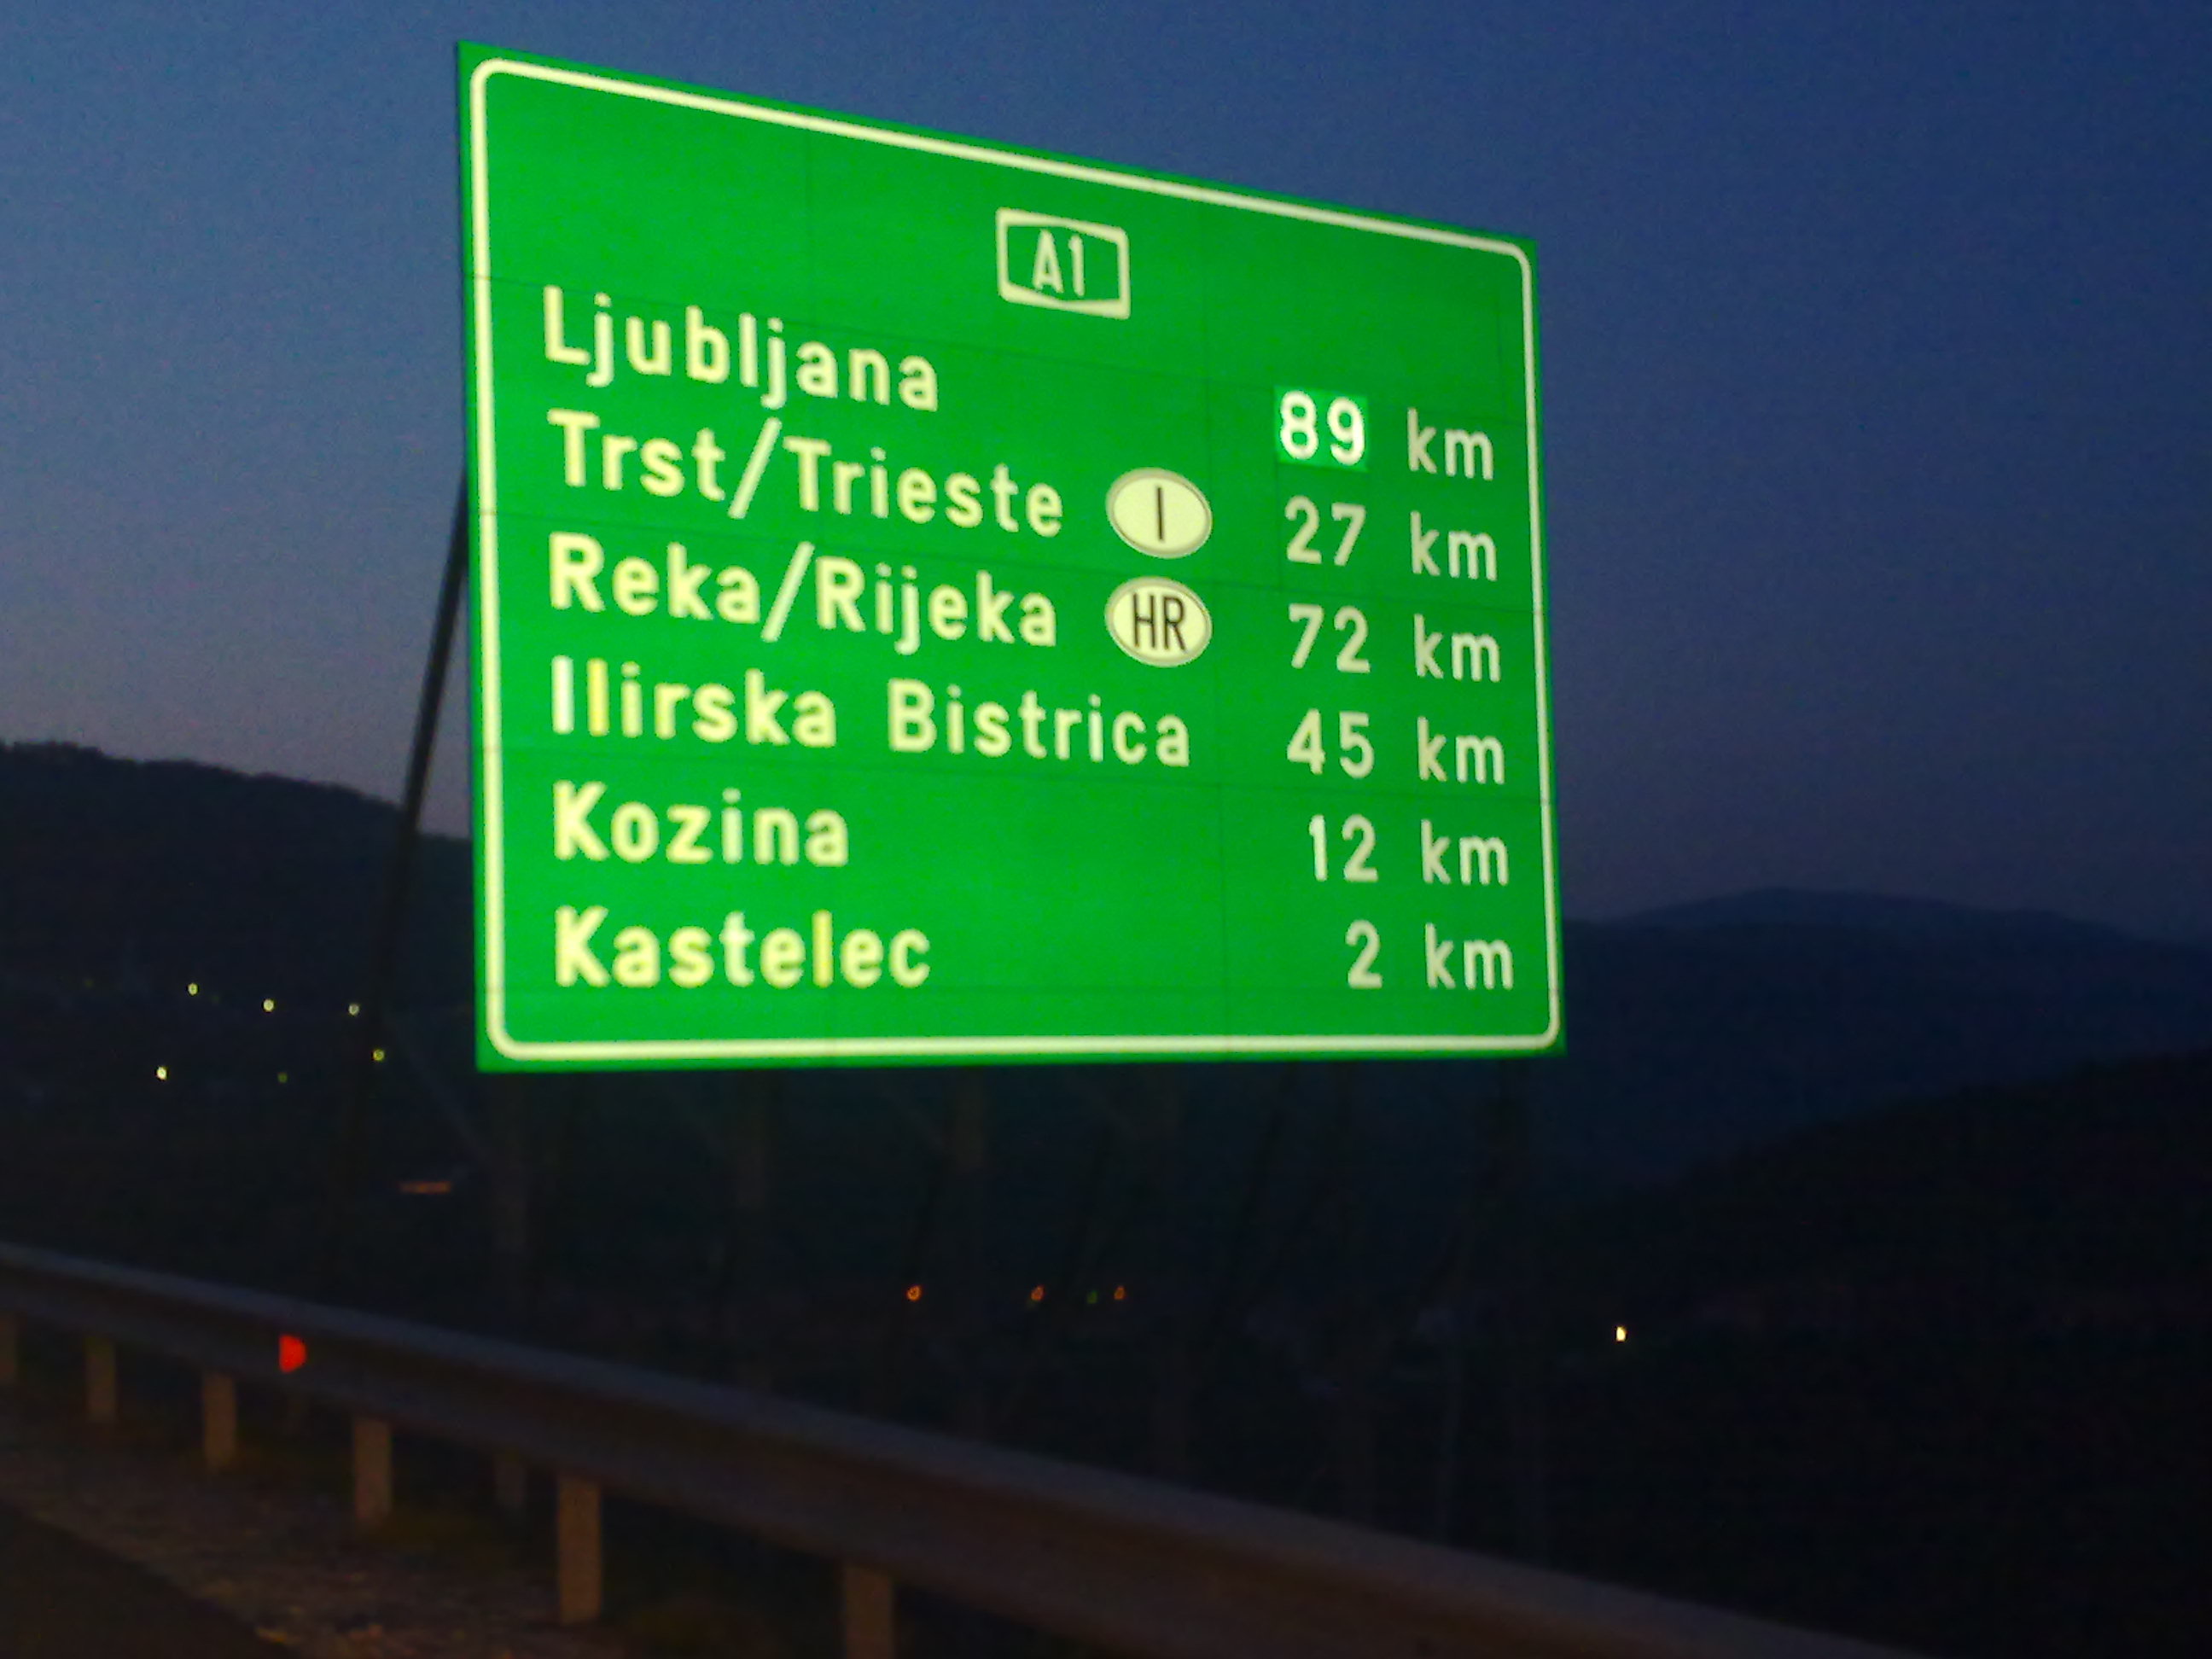 A1
Ljubljana 89 km
Trst/Trieste I 27 km
Reka/Rijeka HR 72 km
Ilirska Bistrica 45 km
Kozina 12 km
Kastelec 2 km